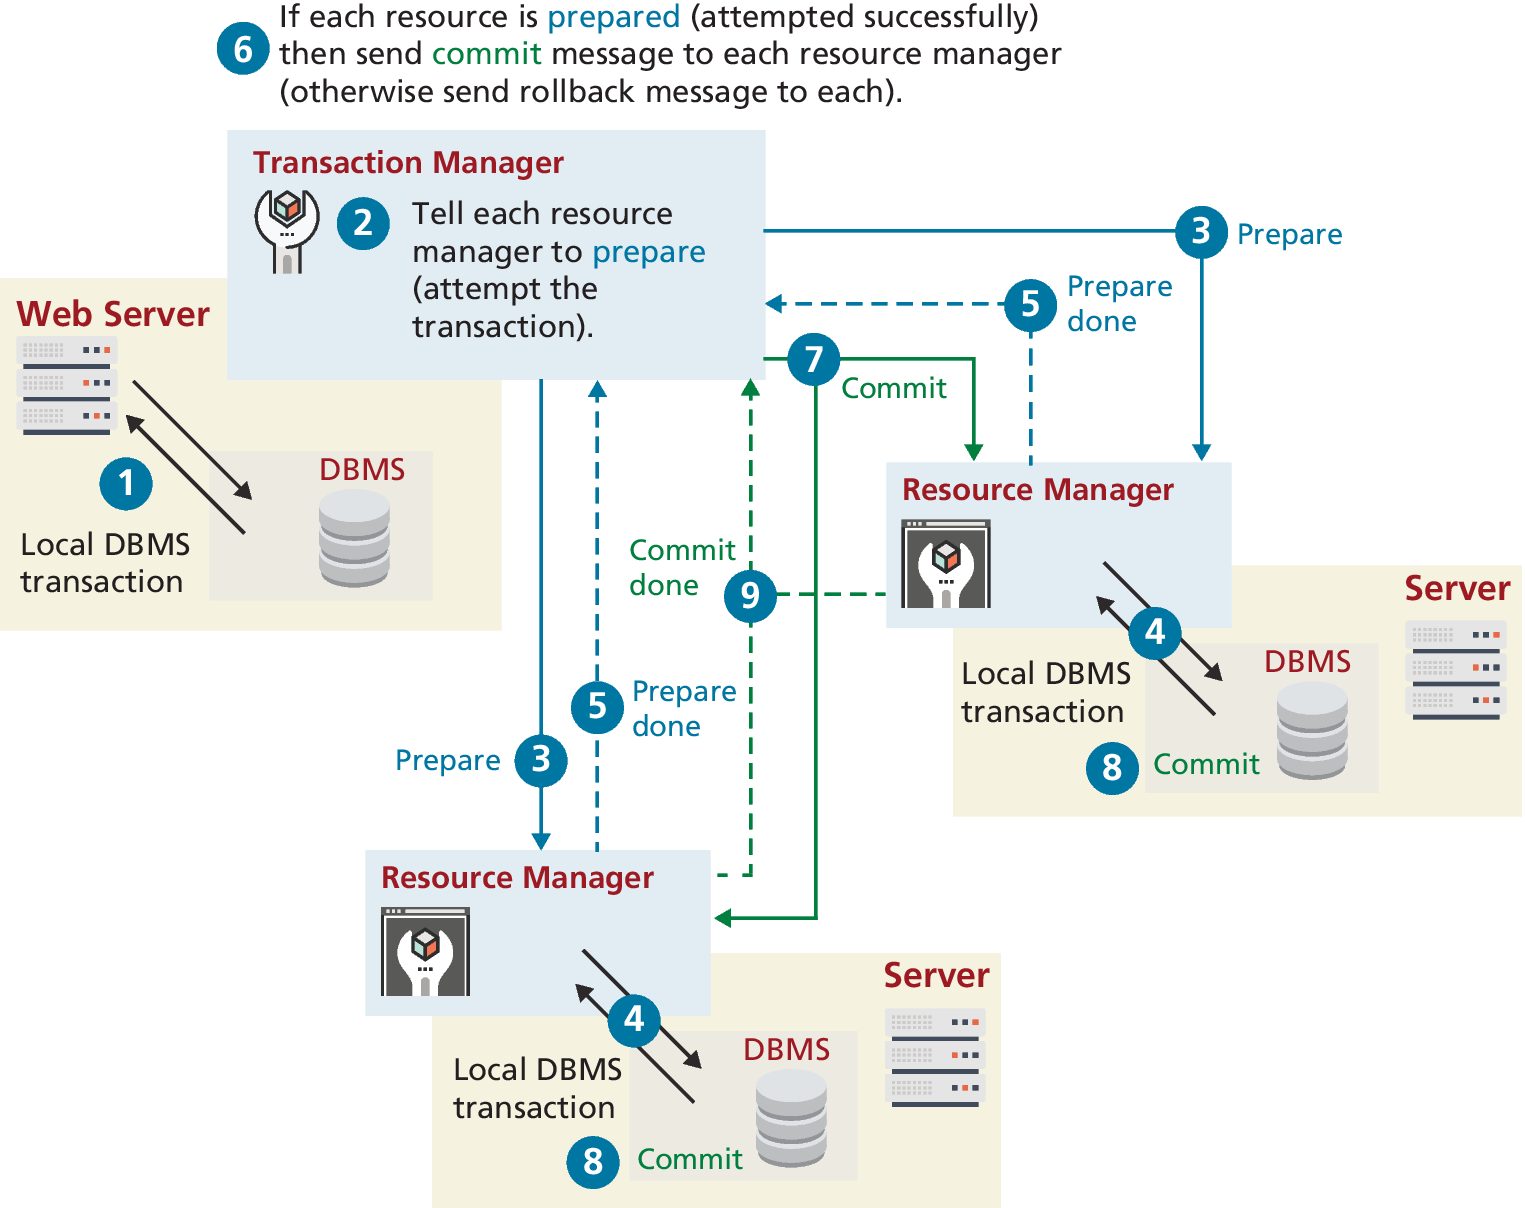 If each resource is prepared (attempted successfully)
6
then send commit message to each resource manager
(otherwise send rollback message to each).
Transaction Manager
2
Tell each resource
manager to prepare
(attempt the
transaction).
3
Prepare
5
Prepare
done
Web Server
7
Commit
1
Local DBMS
transaction
DBMS
Resource Manager
Commit
done
9
Server
4
Local DBMS
transaction
DBMS
8
Commit
5
Prepare
done
Prepare
3
Resource Manager
Server
4
Local DBMS
transaction
DBMS
8
Commit